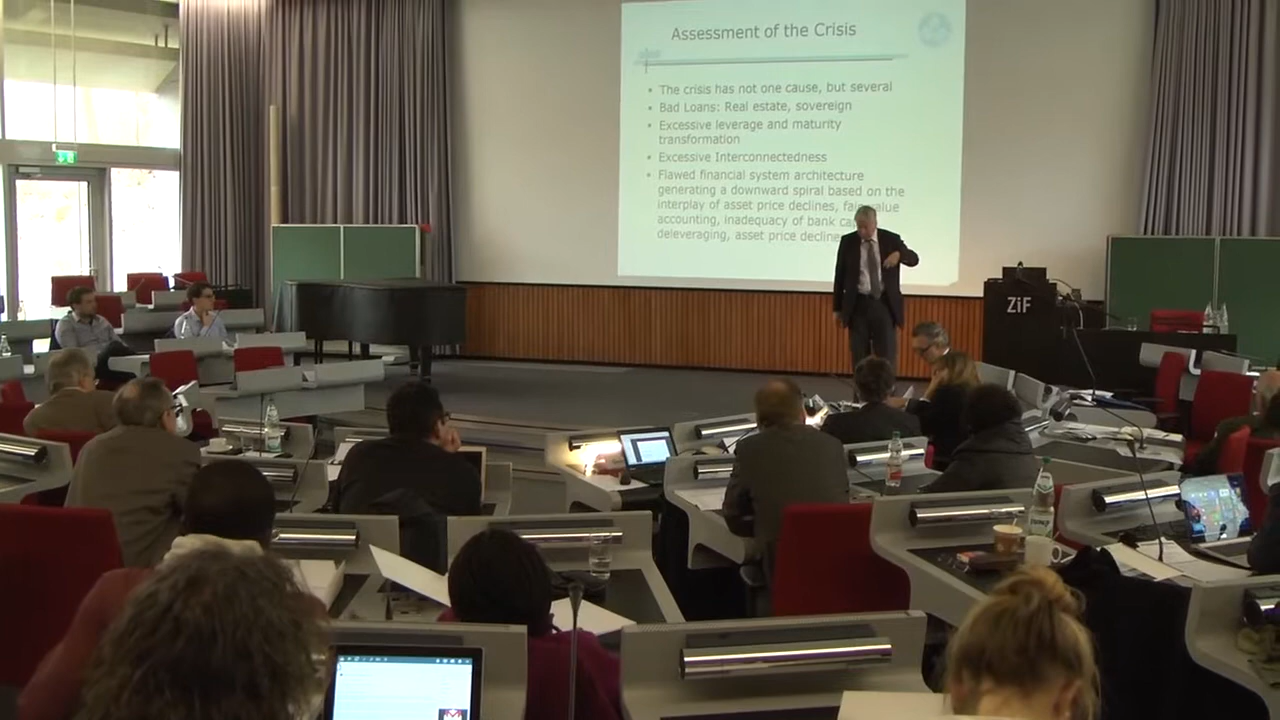 Assessment of the Crisis
• The crisis has not one cause, but several
• Bad Loans: Real estate, sovereign
• Excessive leverage and maturity
transformation
• Excessive Interconnectedness
• Flawed financial system architecture
generating a downward spiral based on the
interplay of asset price declines, fair value
accounting, inadequacy of bank
deleveraging, asset price
ZiF